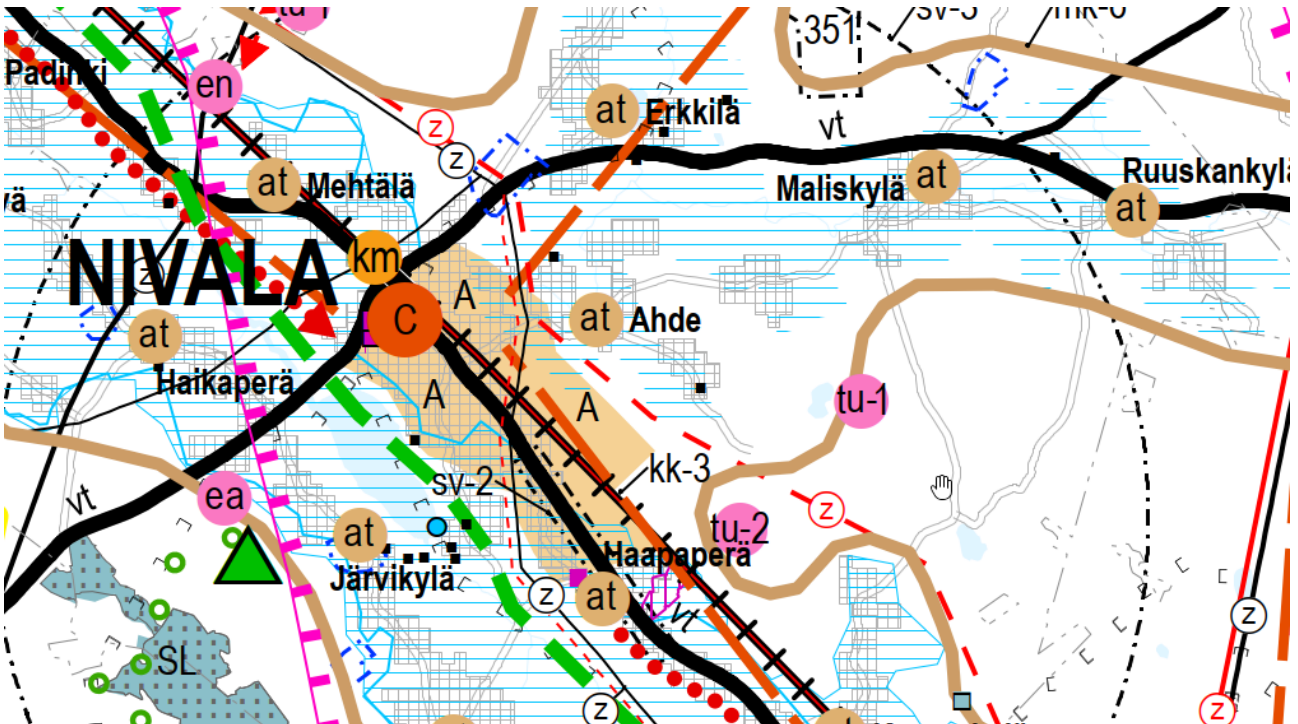 tu-1
sv-3
mk-6
351
Padinki
en
at
Erkkilä
z
z
vt
at
Mehtälä
Maliskylä
at
Ruuskankylä
at
vä
NIVALA
km
z
A
C
at
Ahde
at
Haikaperä
A
A
tu-1
kk-3
sv-2
vt
ea
z
tu-2
at
Järvikylä
Haapaperä
z
at
vt
z
SL
z
z
at